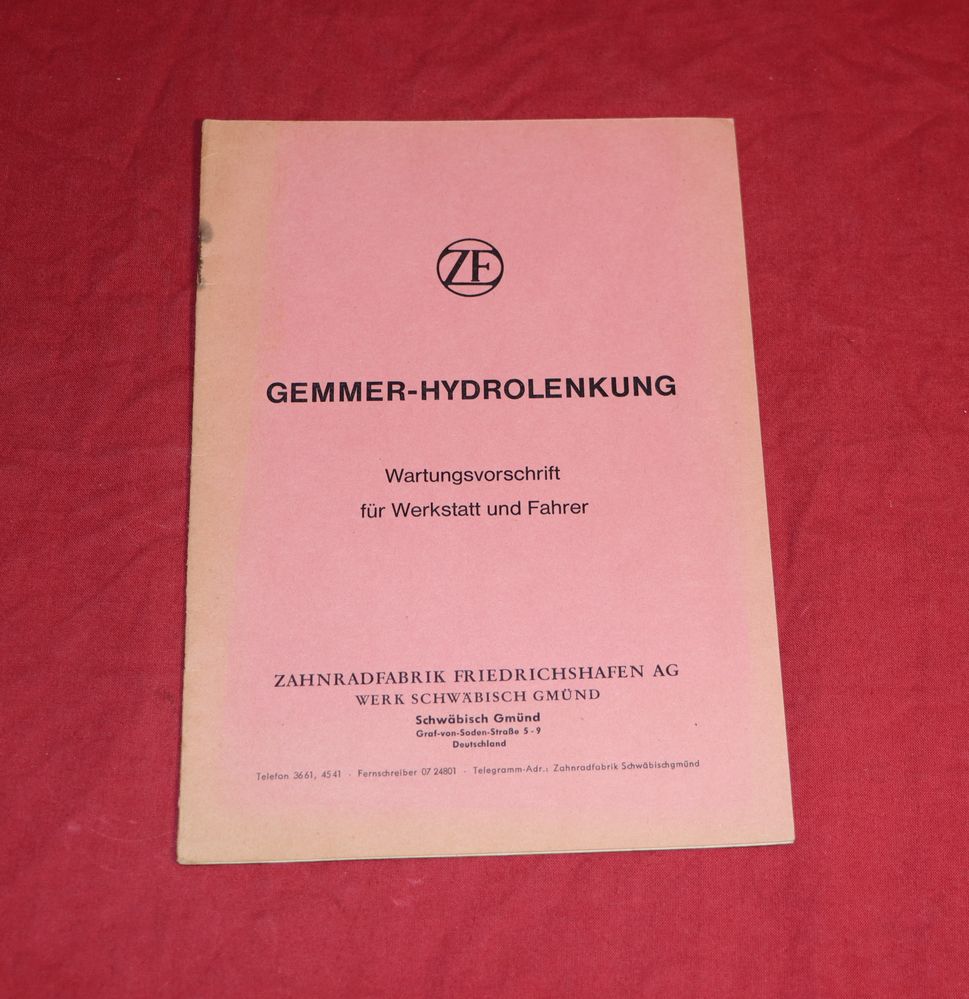 ZF
GEMMER-HYDROLENKUNG
Wartungsvorschrift
für Werkstatt und Fahrer
ZAHNRADFABRIK FRIEDRICHSHAFEN AG
WERK SCHWÄBISCH GMÜND
Schwäbisch Gmünd
Graf-von-Soden-Straße 5 - 9
Deutschland
Telefon 3661, 4541 · Fernschreiber 07 24801 · Telegramm-Adr.: Zahnradfabrik Schwäbischgmünd